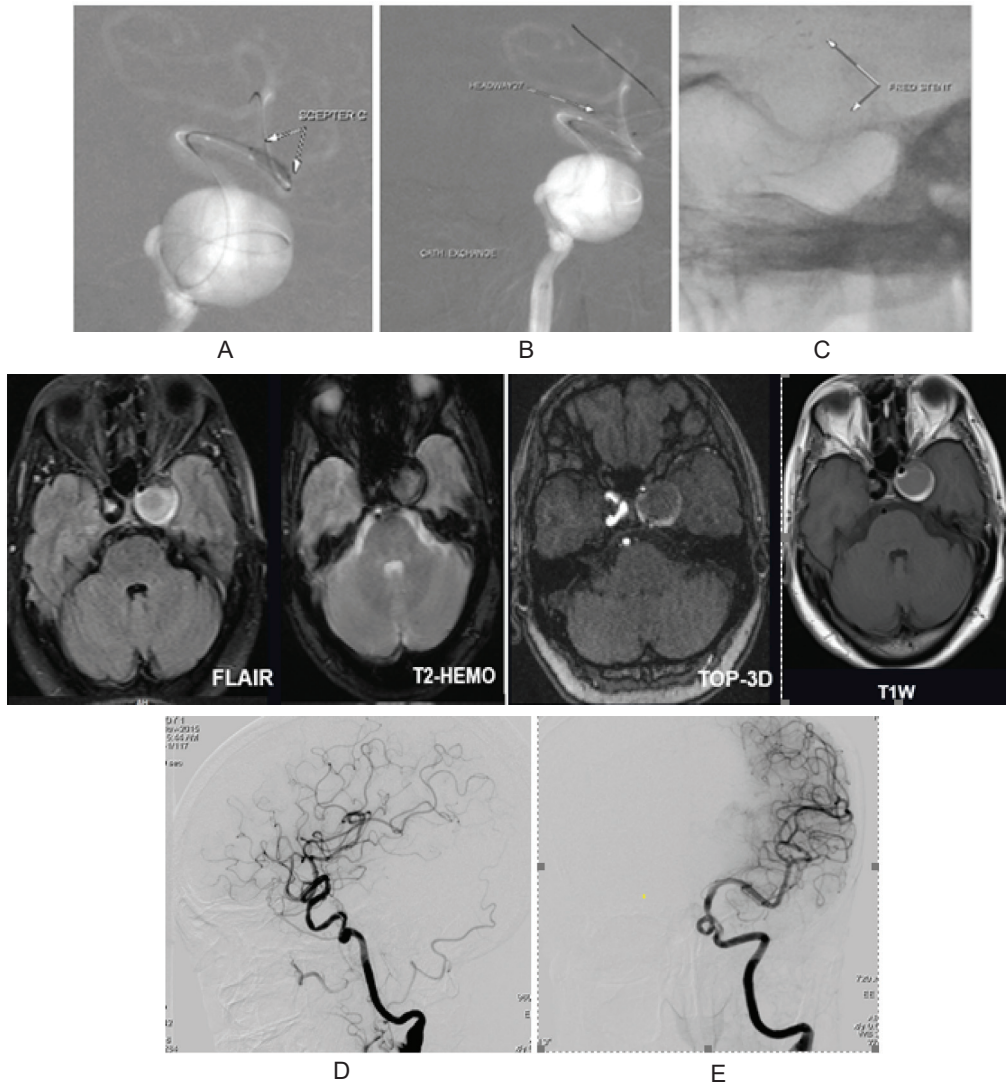 SCEPTER C
HEADWAY27
CATH. EXCHANGE
FRED STENT
A
B
C
FLAIR
T2-HEMO
TOP-3D
T1W
D
E